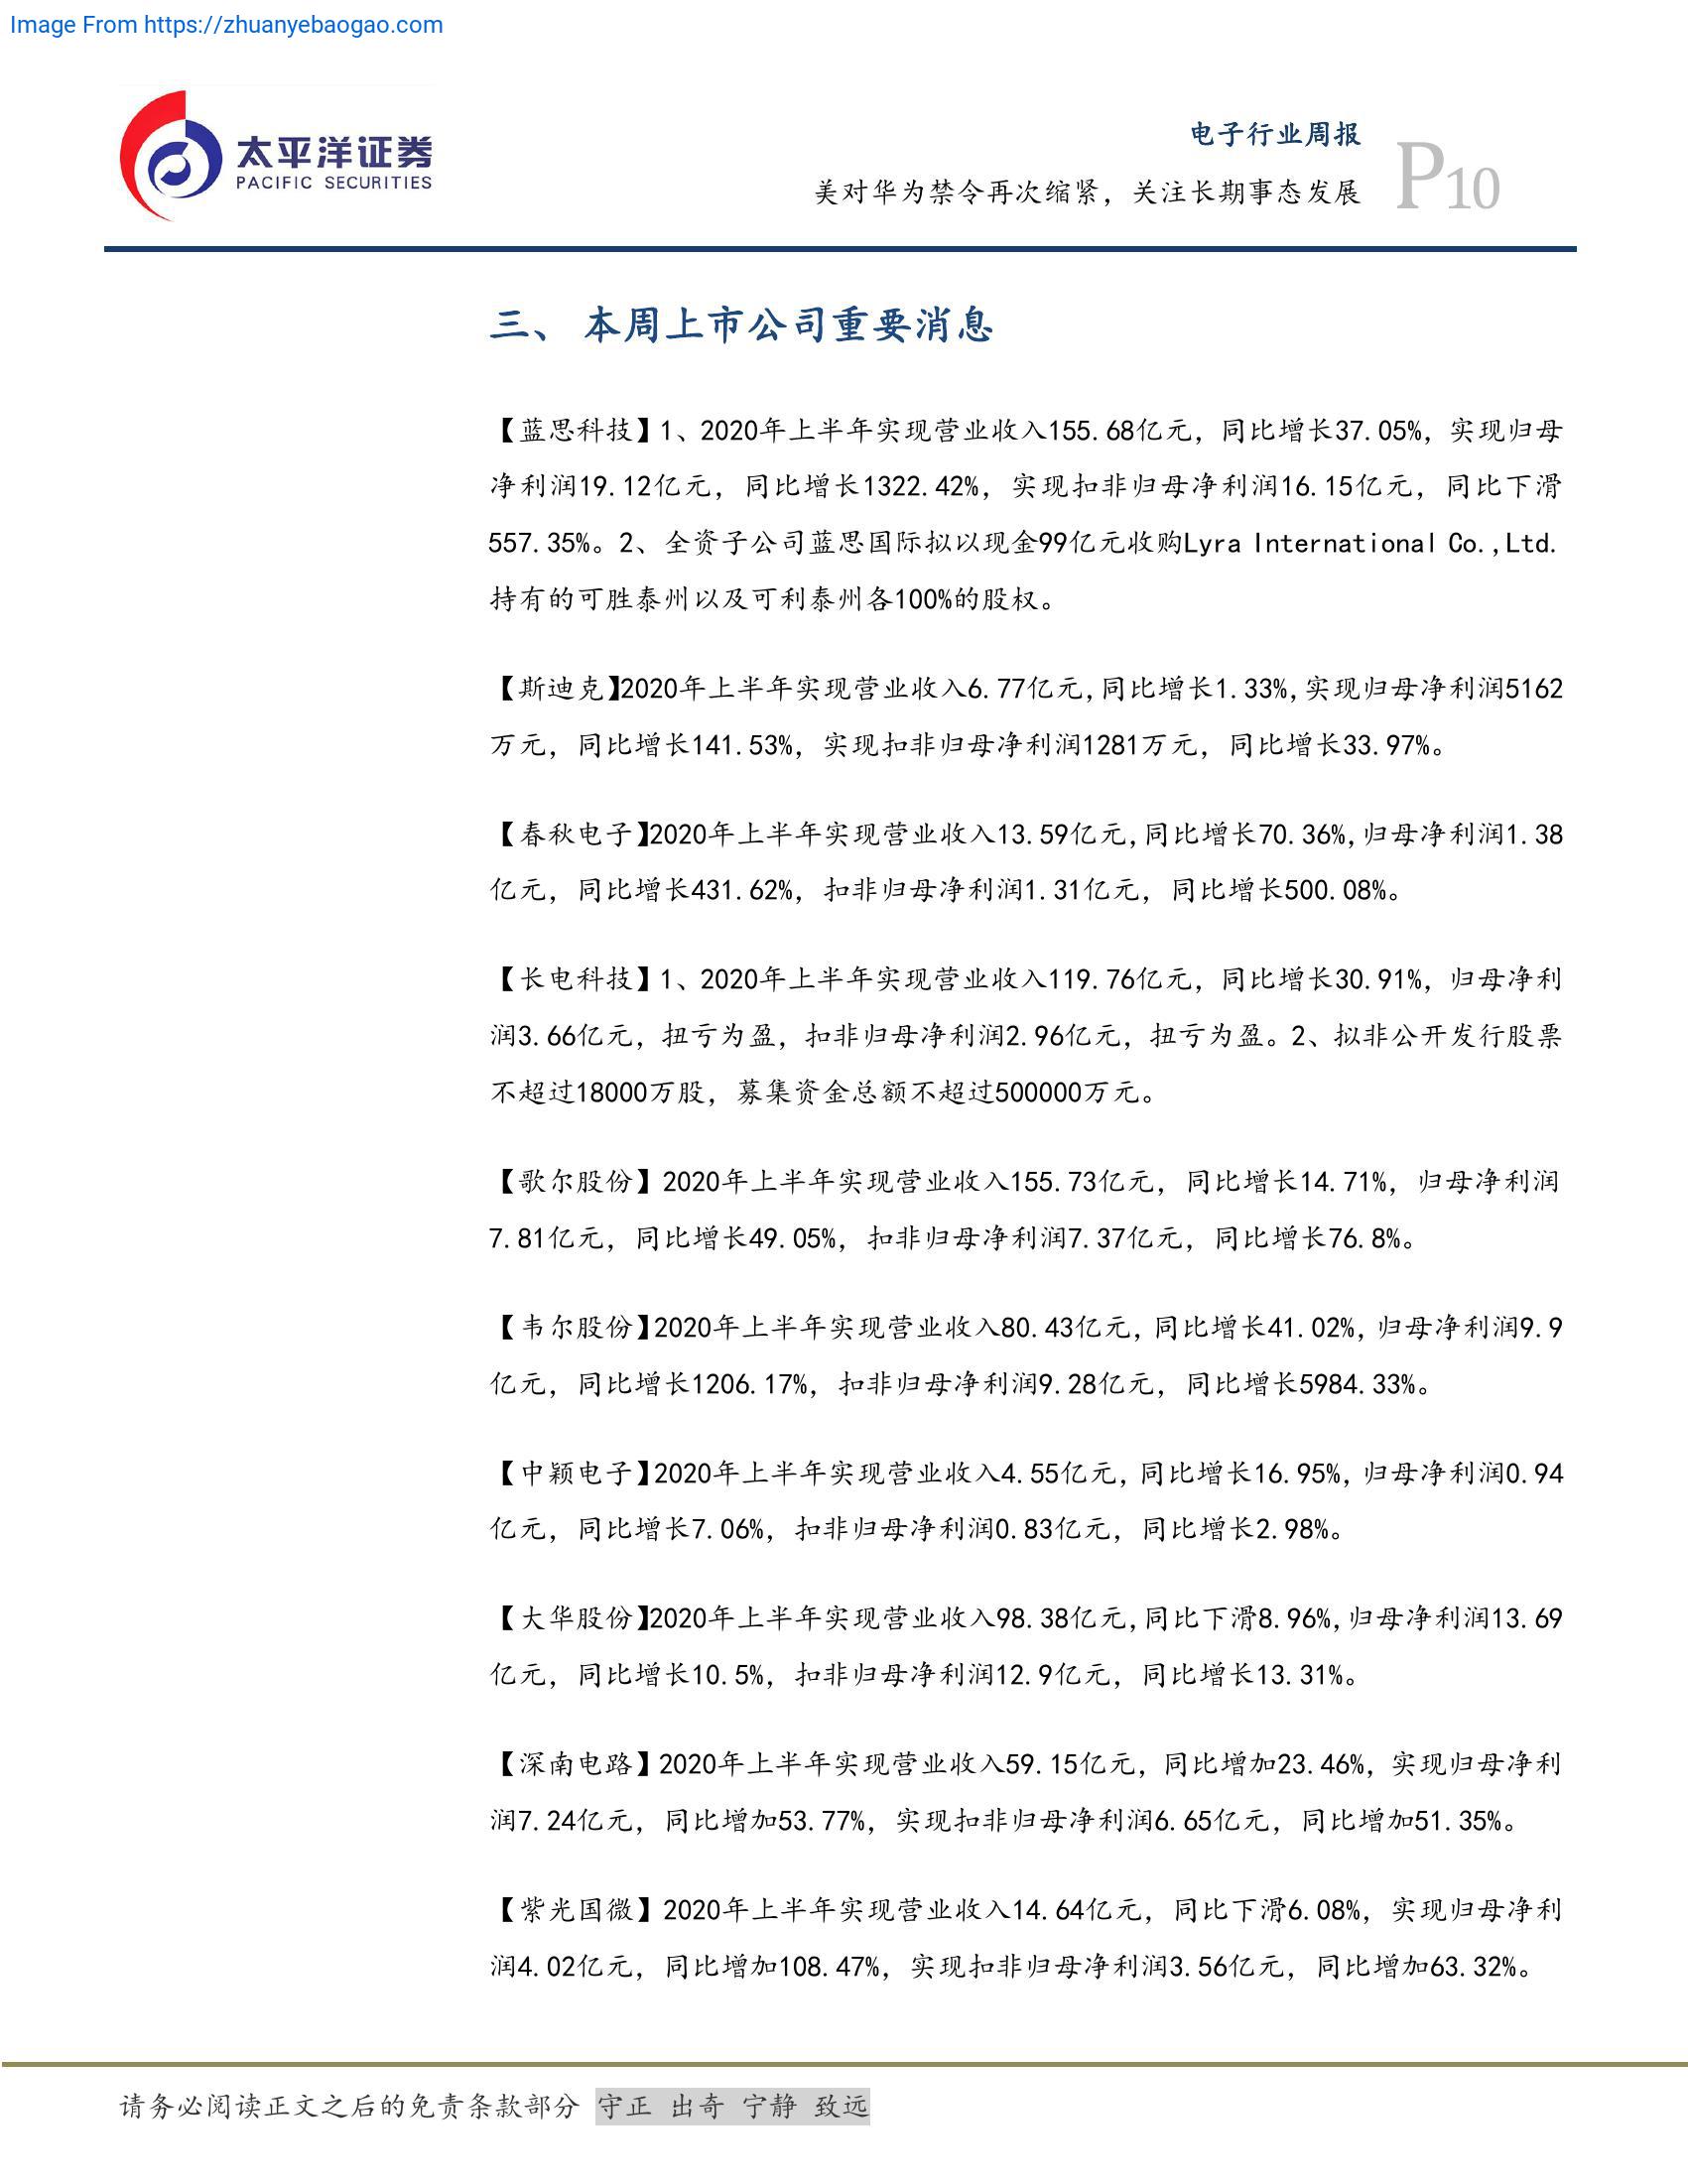 Image From https://zhuanyebaogao.com
太平洋证券
PACIFIC SECURITIES
电子行业周报
美对华为禁令再次缩紧，关注长期事态发展
P10
三、 本周上市公司重要消息
【蓝思科技】1、2020年上半年实现营业收入155.68亿元，同比增长37.05%，实现归母
净利润19.12亿元，同比增长1322.42%，实现扣非归母净利润16.15亿元，同比下滑
557.35%。2、全资子公司蓝思国际拟以现金99亿元收购Lyra International Co.,Ltd.
持有的可胜泰州以及可利泰州各100%的股权。
【斯迪克】2020年上半年实现营业收入6.77亿元,同比增长1.33%,实现归母净利润5162
万元，同比增长141.53%，实现扣非归母净利润1281万元，同比增长33.97%。
【春秋电子】2020年上半年实现营业收入13.59亿元,同比增长70.36%,归母净利润1.38
亿元，同比增长431.62%，扣非归母净利润1.31亿元，同比增长500.08%。
【长电科技】1、2020年上半年实现营业收入119.76亿元，同比增长30.91%，归母净利
润3.66亿元，扭亏为盈，扣非归母净利润2.96亿元，扭亏为盈。2、拟非公开发行股票
不超过18000万股，募集资金总额不超过500000万元。
【歌尔股份】2020年上半年实现营业收入155.73亿元，同比增长14.71%，归母净利润
7.81亿元，同比增长49.05%，扣非归母净利润7.37亿元，同比增长76.8%。
【韦尔股份】2020年上半年实现营业收入80.43亿元，同比增长41.02%，归母净利润9.9
亿元，同比增长1206.17%，扣非归母净利润9.28亿元，同比增长5984.33%。
【中颖电子】2020年上半年实现营业收入4.55亿元，同比增长16.95%，归母净利润0.94
亿元，同比增长7.06%，扣非归母净利润0.83亿元，同比增长2.98%。
【大华股份】2020年上半年实现营业收入98.38亿元,同比下滑8.96%,归母净利润13.69
亿元，同比增长10.5%，扣非归母净利润12.9亿元，同比增长13.31%。
【深南电路】2020年上半年实现营业收入59.15亿元，同比增加23.46%，实现归母净利
润7.24亿元，同比增加53.77%，实现扣非归母净利润6.65亿元，同比增加51.35%。
【紫光国微】2020年上半年实现营业收入14.64亿元，同比下滑6.08%，实现归母净利
润4.02亿元，同比增加108.47%，实现扣非归母净利润3.56亿元，同比增加63.32%。
请务必阅读正文之后的免责条款部分 守正 出奇 宁静 致远